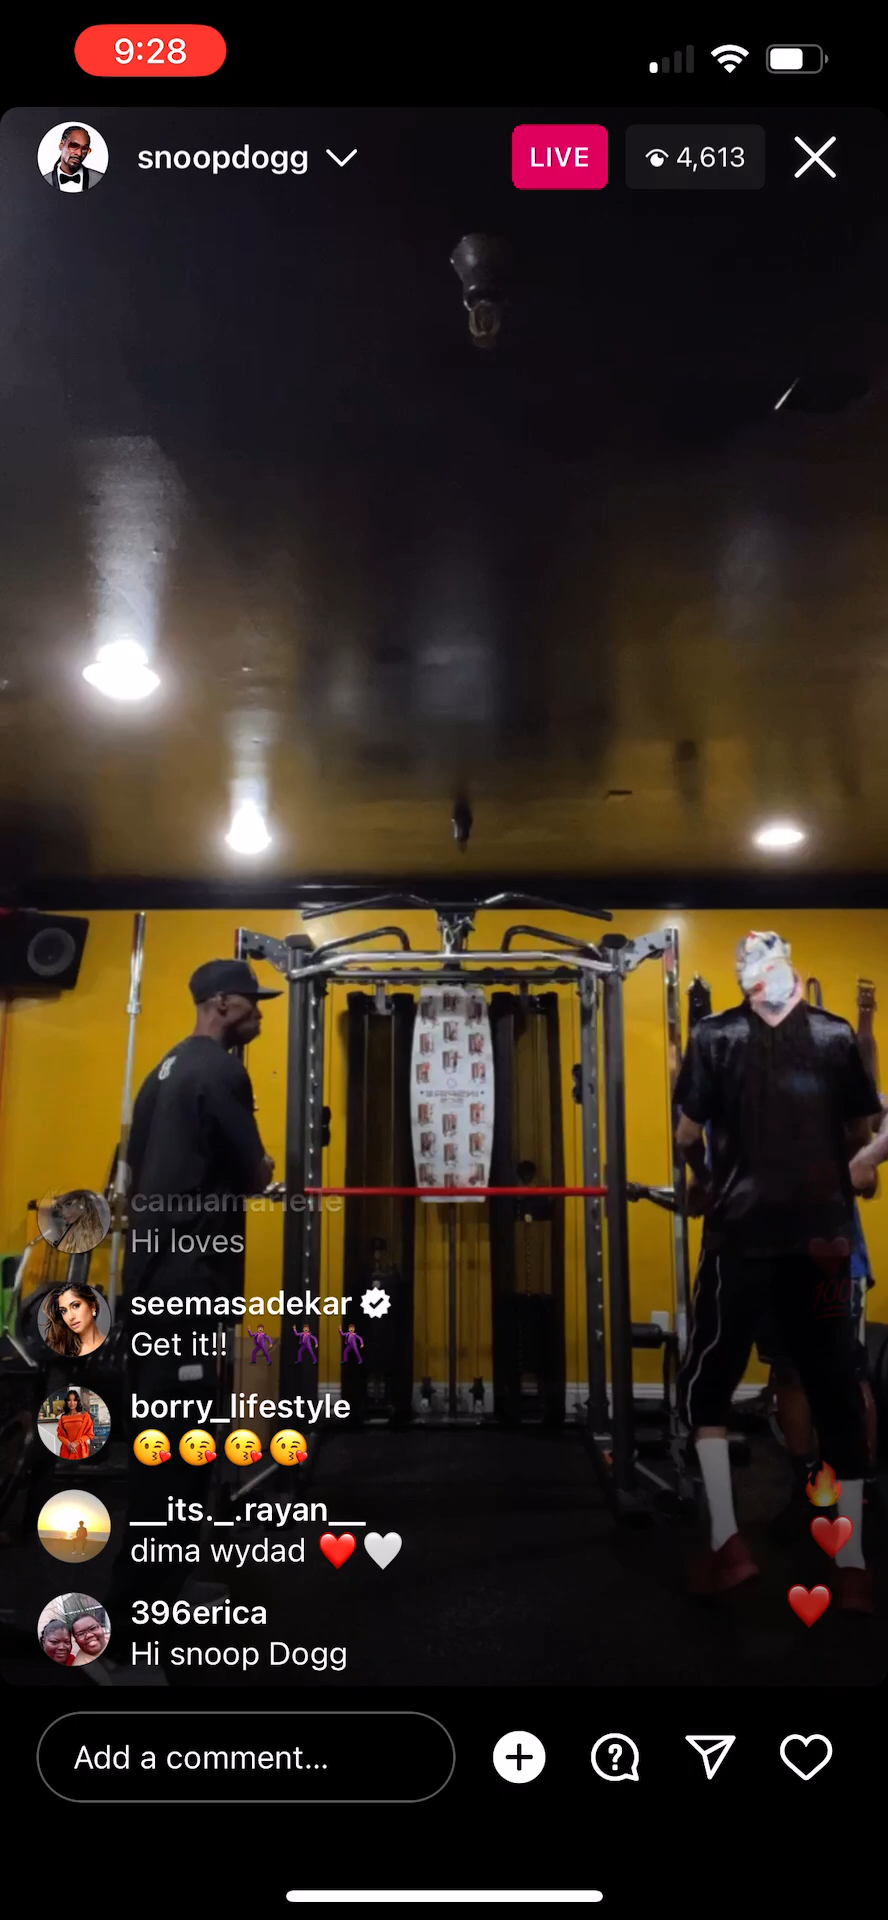 9:28
snoopdogg
LIVE
4,613
camiamarielle
Hi loves
seemasadekar
Get it!! 🕺🕺🕺
borry_lifestyle
😘😘😘😘
__its._.rayan__
dima wydad ❤️🤍
396erica
Hi snoop Dogg
Add a comment...